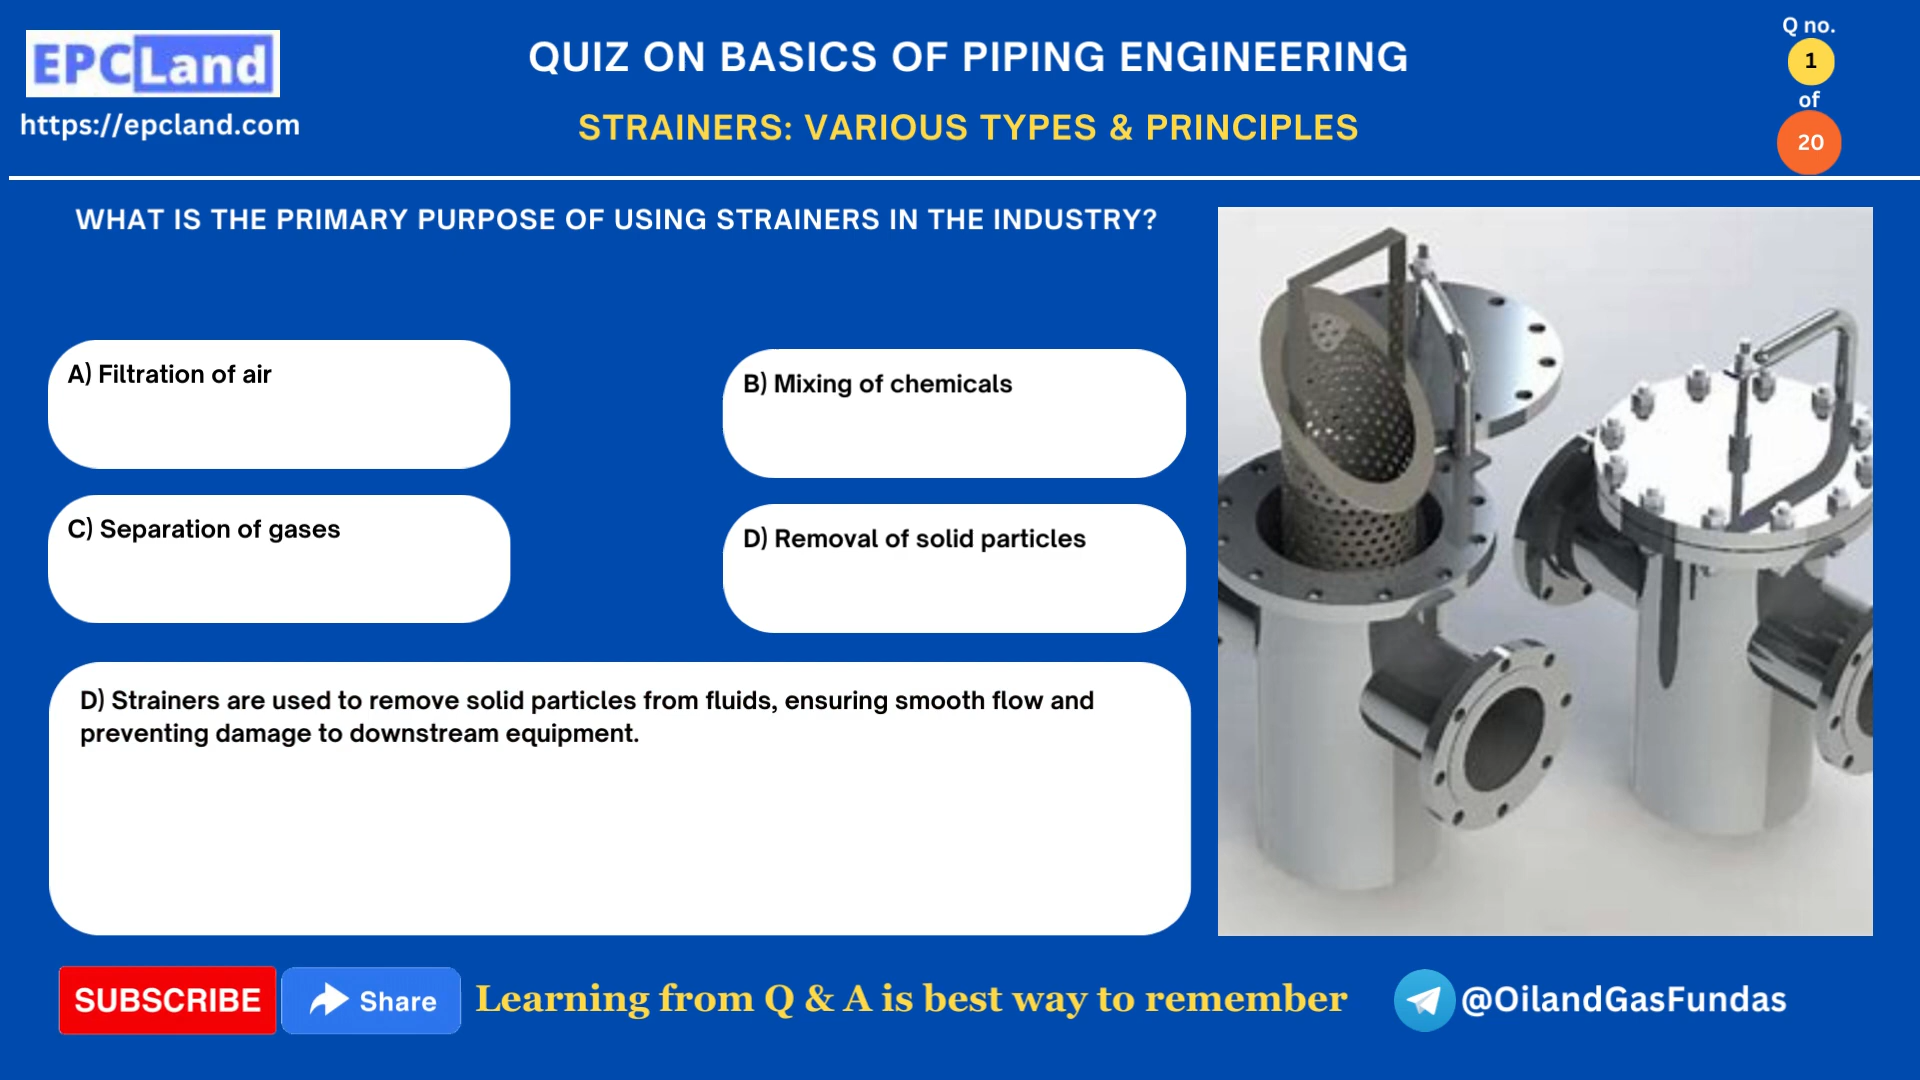 EPCLand
https://epcland.com
QUIZ ON BASICS OF PIPING ENGINEERING
STRAINERS: VARIOUS TYPES & PRINCIPLES
Q no.
1
of
20
WHAT IS THE PRIMARY PURPOSE OF USING STRAINERS IN THE INDUSTRY?
A) Filtration of air
B) Mixing of chemicals
C) Separation of gases
D) Removal of solid particles
D) Strainers are used to remove solid particles from fluids, ensuring smooth flow and
preventing damage to downstream equipment.
SUBSCRIBE
Share
Learning from Q & A is best way to remember
@OilandGasFundas